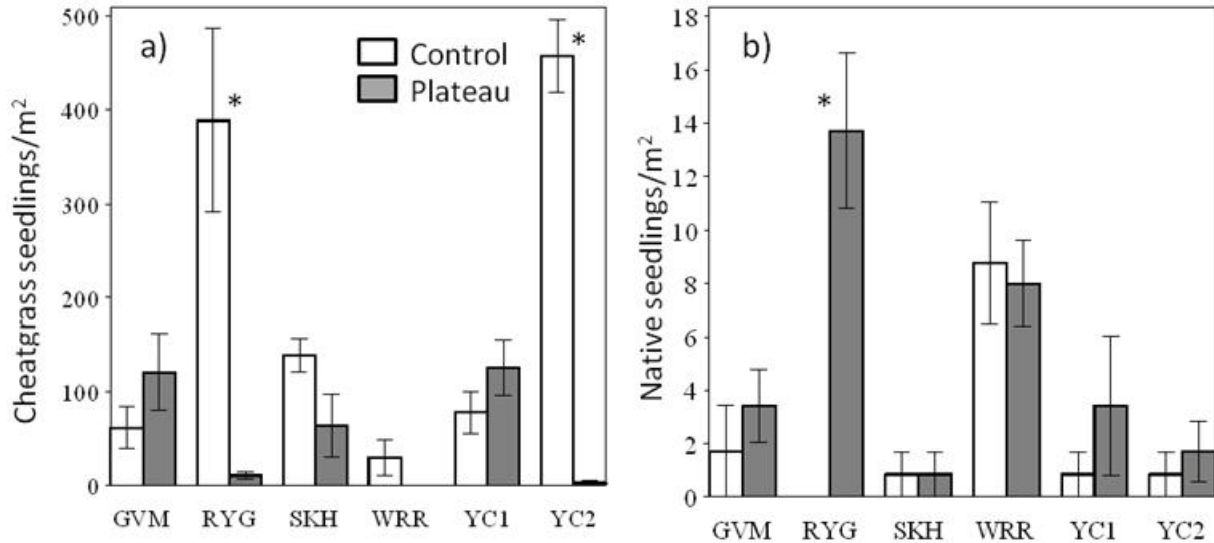 a)
Control
Plateau
Cheatgrass seedlings/m²
500
400
300
200
100
0
*
*
GVM RYG SKH WRR YC1 YC2
b)
Native seedlings/m²
18
16
14
12
10
8
6
4
2
0
*
GVM RYG SKH WRR YC1 YC2